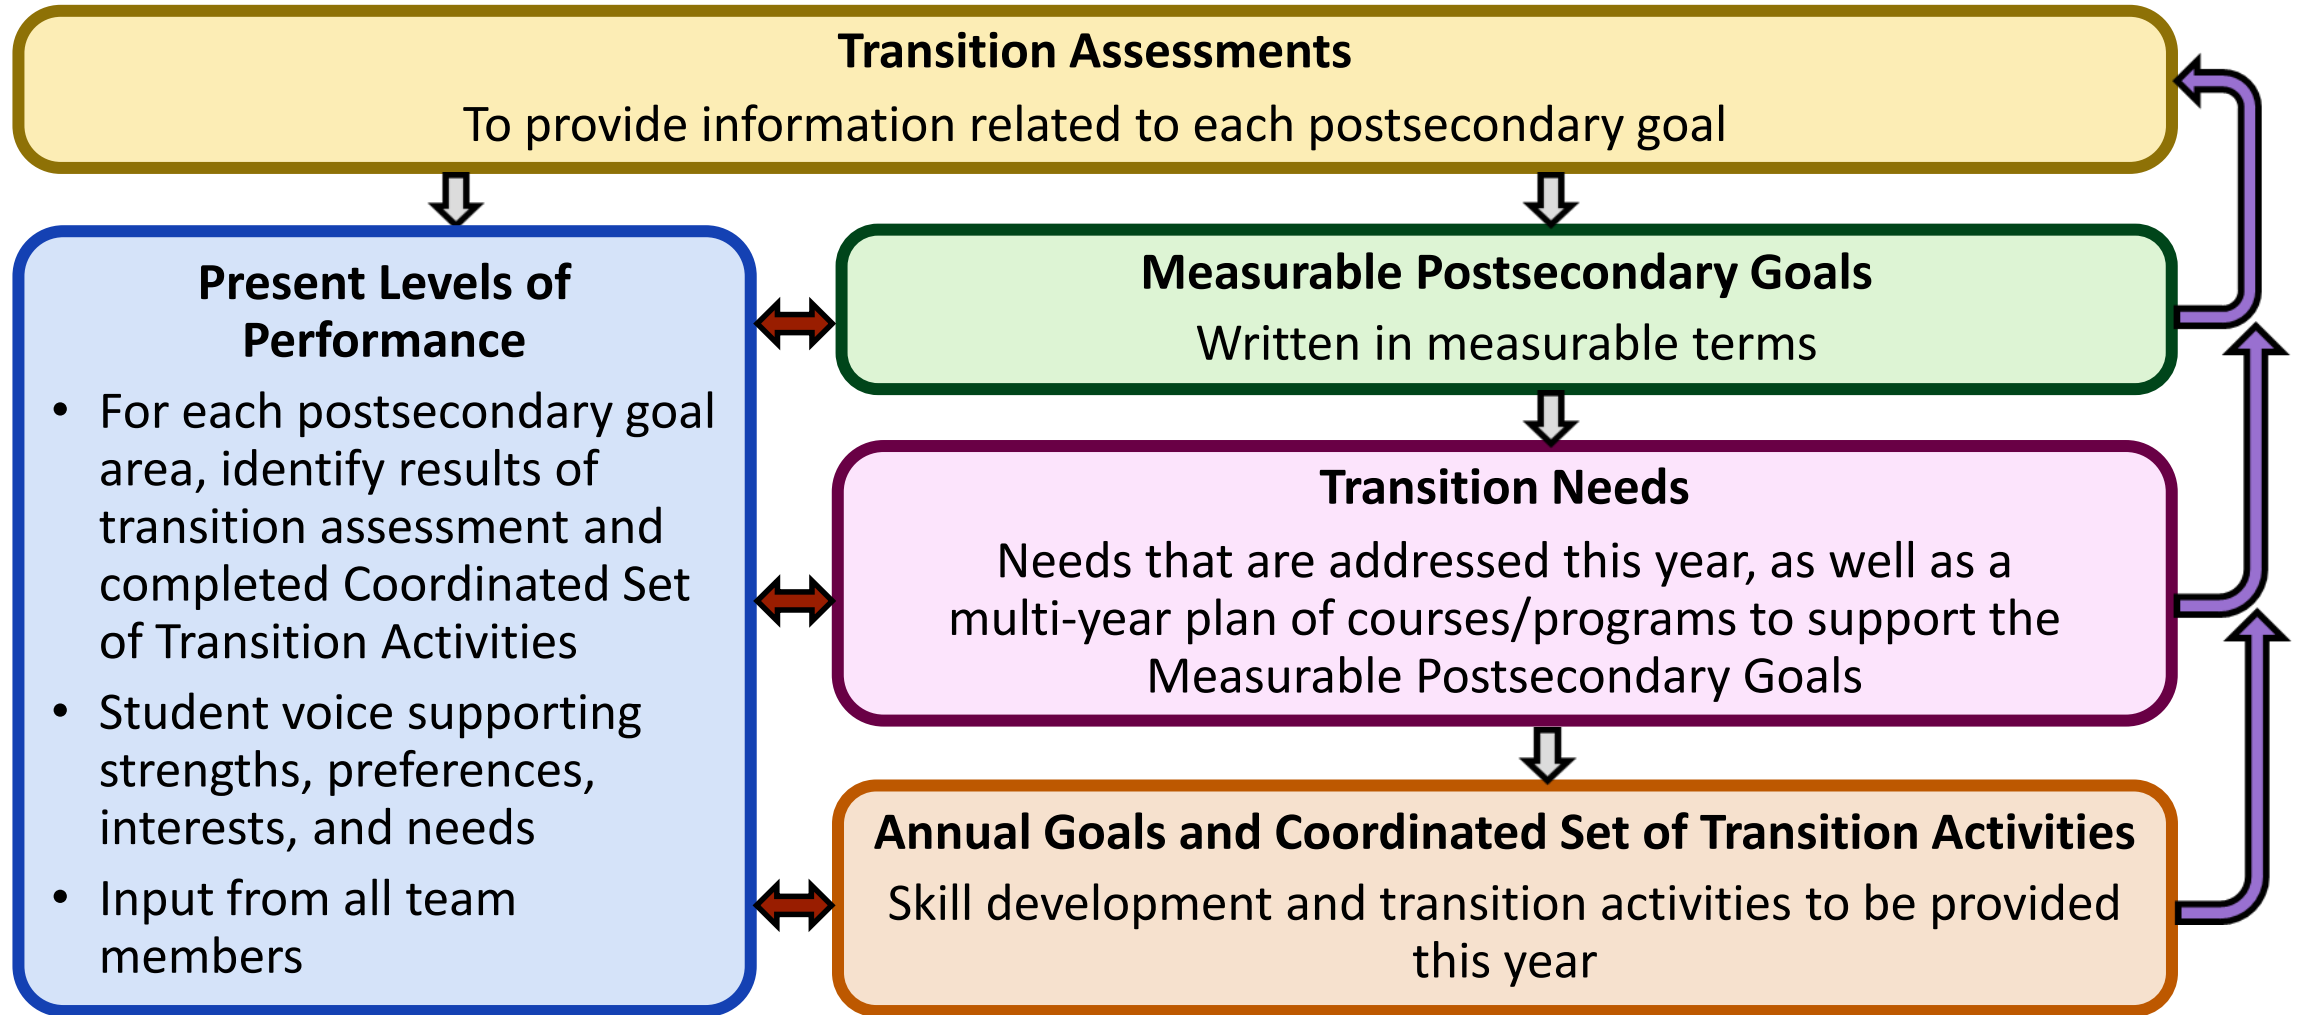 Transition Assessments
To provide information related to each postsecondary goal
Present Levels of
Performance
• For each postsecondary goal
area, identify results of
transition assessment and
completed Coordinated Set
of Transition Activities
• Student voice supporting
strengths, preferences,
interests, and needs
• Input from all team
members
Measurable Postsecondary Goals
Written in measurable terms
Transition Needs
Needs that are addressed this year, as well as a
multi-year plan of courses/programs to support the
Measurable Postsecondary Goals
Annual Goals and Coordinated Set of Transition Activities
Skill development and transition activities to be provided
this year